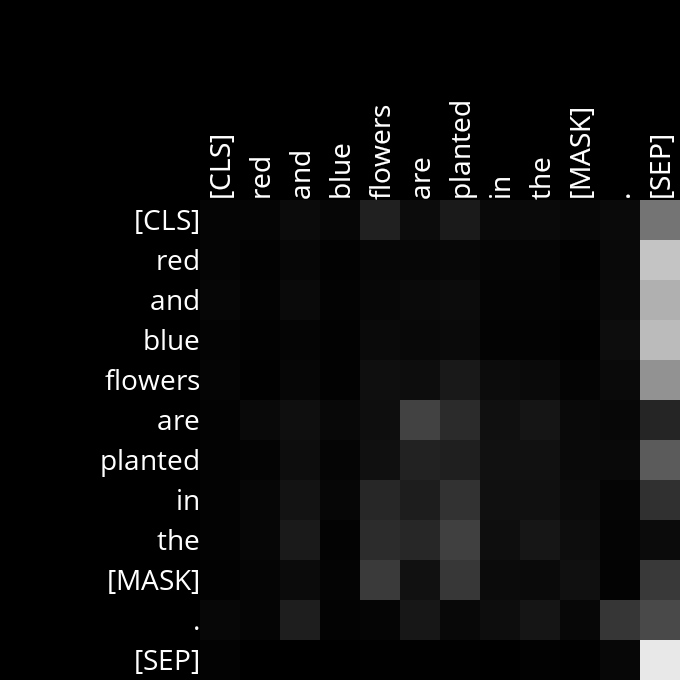 [CLS] red and blue flowers are planted in the [MASK] . [SEP]
[CLS]
red
and
blue
flowers
are
planted
in
the
[MASK]
.
[SEP]